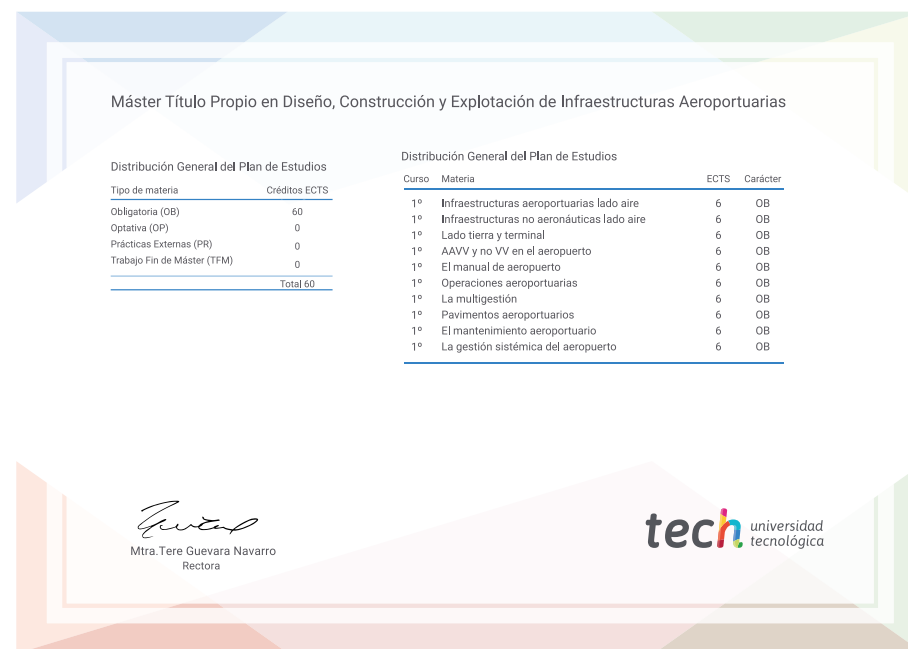 Máster Título Propio en Diseño, Construcción y Explotación de Infraestructuras Aeroportuarias
Distribución General del Plan de Estudios
Tipo de materia Créditos ECTS
Obligatoria (OB) 60
Optativa (OP) 0
Prácticas Externas (PR) 0
Trabajo Fin de Máster (TFM) 0
Total 60
Distribución General del Plan de Estudios
Curso Materia ECTS Carácter
1º Infraestructuras aeroportuarias lado aire 6 OB
1º Infraestructuras no aeronáuticas lado aire 6 OB
1º Lado tierra y terminal 6 OB
1º AAVV y no VV en el aeropuerto 6 OB
1º El manual de aeropuerto 6 OB
1º Operaciones aeroportuarias 6 OB
1º La multigestión 6 OB
1º Pavimentos aeroportuarios 6 OB
1º El mantenimiento aeroportuario 6 OB
1º La gestión sistémica del aeropuerto 6 OB
Mtra.Tere Guevara Navarro
Rectora
tech universidad
tecnológica